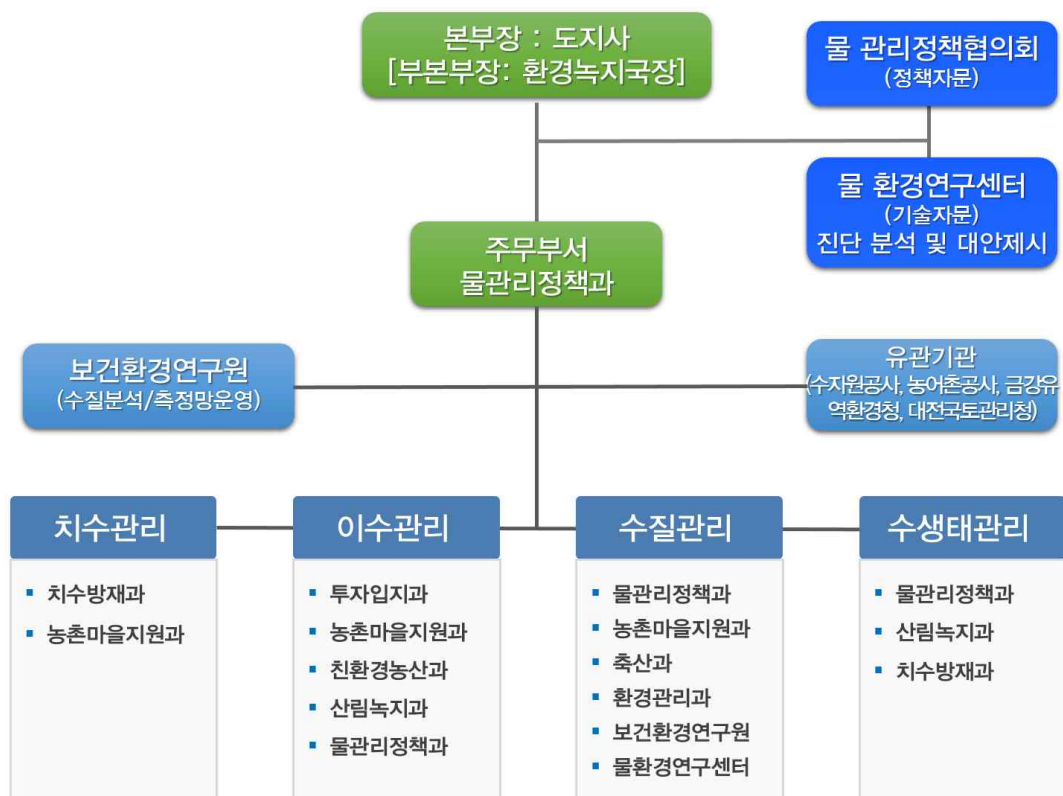 본부장 : 도지사
[부본부장: 환경녹지국장]
물 관리정책협의회
(정책자문)
물 환경연구센터
(기술자문)
진단 분석 및 대안제시
주무부서
물관리정책과
보건환경연구원
(수질분석/측정망운영)
유관기관
(수자원공사, 농어촌공사, 금강유
역환경청, 대전국토관리청)
치수관리
▪ 치수방재과
▪ 농촌마을지원과
이수관리
▪ 투자입지과
▪ 농촌마을지원과
▪ 친환경농산과
▪ 산림녹지과
▪ 물관리정책과
수질관리
▪ 물관리정책과
▪ 농촌마을지원과
▪ 축산과
▪ 환경관리과
▪ 보건환경연구원
▪ 물환경연구센터
수생태관리
▪ 물관리정책과
▪ 산림녹지과
▪ 치수방재과